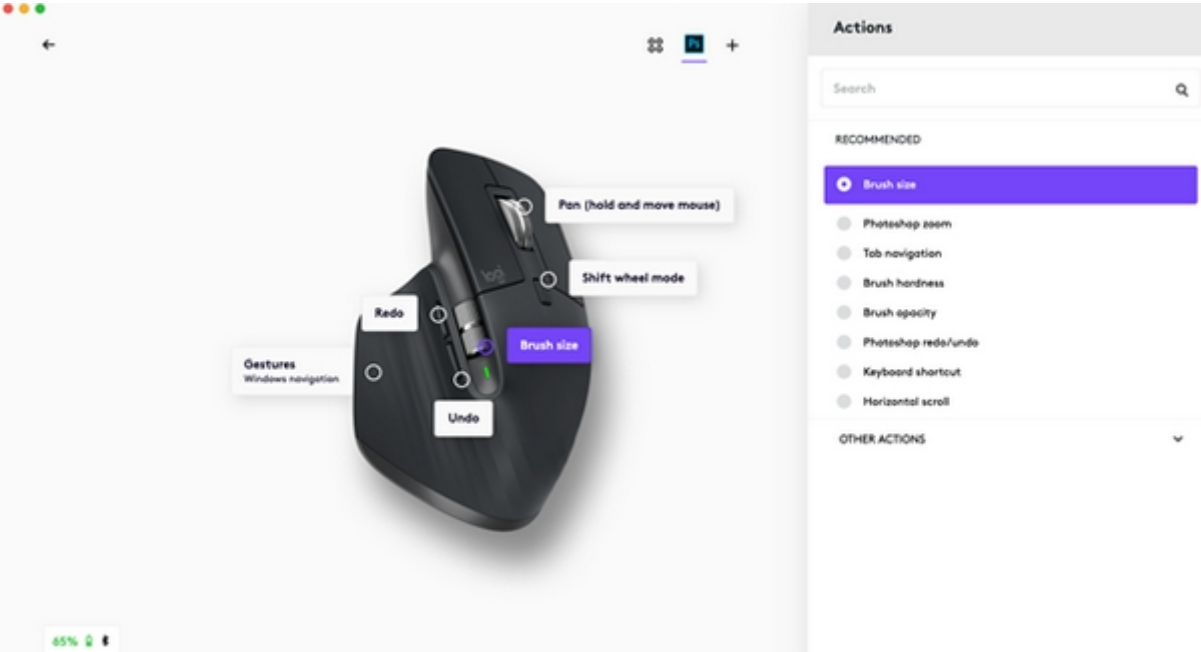 Ps
Actions
Search
RECOMMENDED
Brush size
Photoshop zoom
Tab navigation
Brush hardness
Brush opacity
Photoshop redo/undo
Keyboard shortcut
Horizontal scroll
OTHER ACTIONS
Pan (hold and move mouse)
logi
Shift wheel mode
Redo
Brush size
Gestures
Windows navigation
Undo
65%